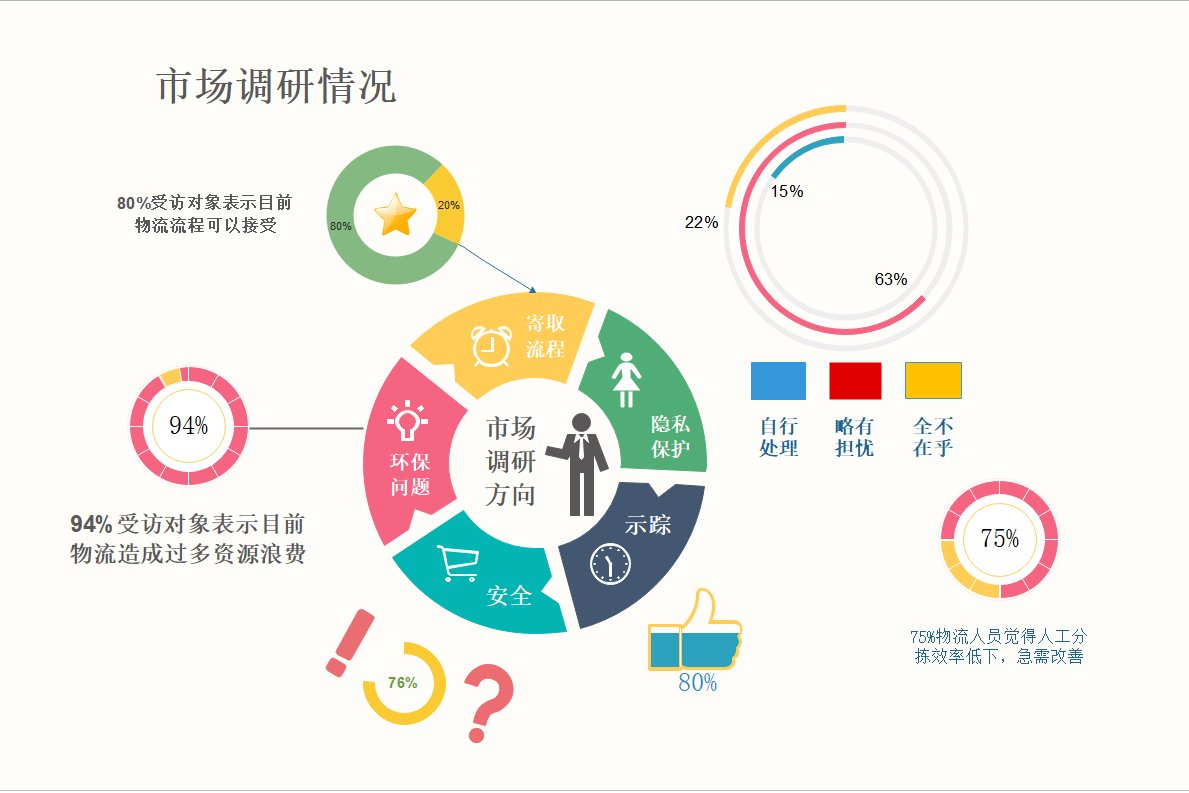 市场调研情况
80%受访对象表示目前
物流流程可以接受
80%
20%
15%
22%
63%
自行
处理
略有
担忧
全不
在乎
94%
94% 受访对象表示目前
物流造成过多资源浪费
寄取
流程
隐私
保护
示踪
安全
环保
问题
市场
调研
方向
76%
80%
75%
75%物流人员觉得人工分
拣效率低下，急需改善